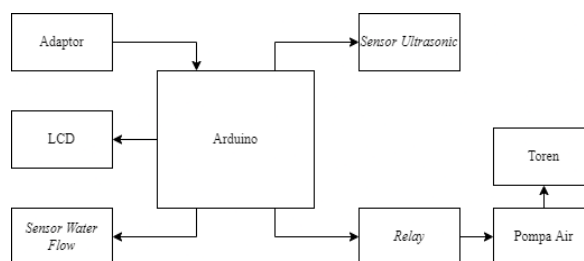 Adaptor
Sensor Ultrasonic
LCD
Arduino
Toren
Sensor Water
Flow
Relay
Pompa Air